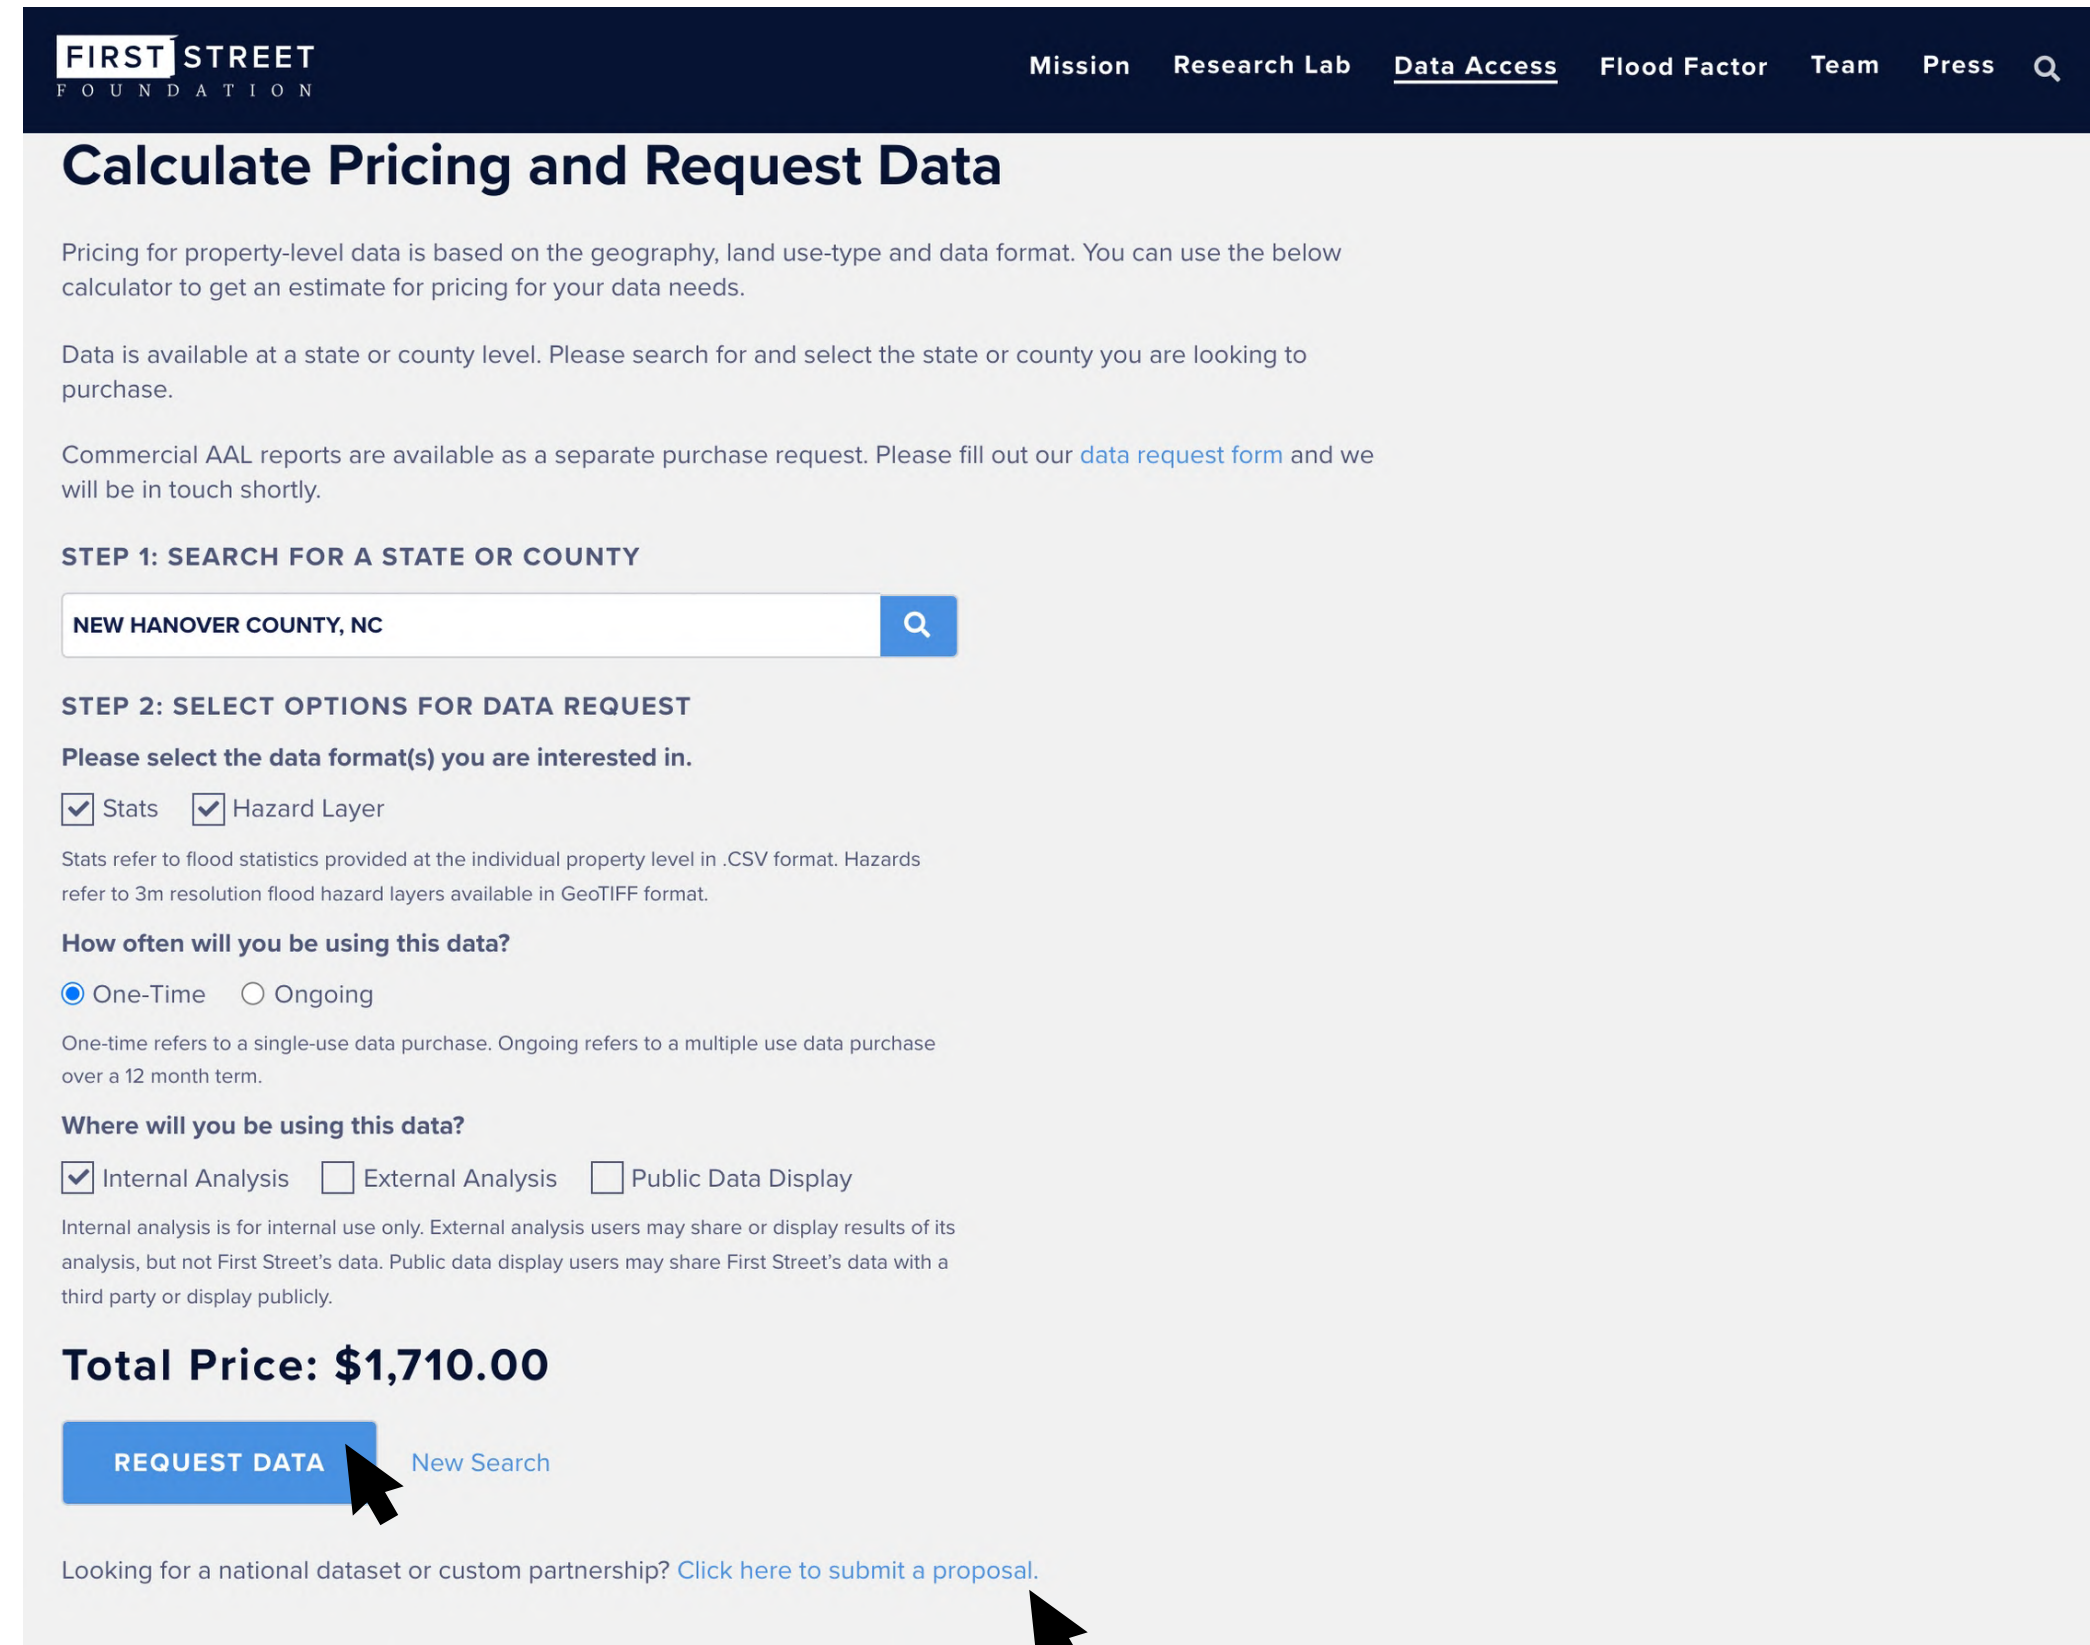 FIRST STREET
FOUNDATION
Mission Research Lab Data Access Flood Factor Team Press
Calculate Pricing and Request Data
Pricing for property-level data is based on the geography, land use-type and data format. You can use the below
calculator to get an estimate for pricing for your data needs.
Data is available at a state or county level. Please search for and select the state or county you are looking to
purchase.
Commercial AAL reports are available as a separate purchase request. Please fill out our data request form and we
will be in touch shortly.
STEP 1: SEARCH FOR A STATE OR COUNTY
NEW HANOVER COUNTY, NC
STEP 2: SELECT OPTIONS FOR DATA REQUEST
Please select the data format(s) you are interested in.
Stats Hazard Layer
Stats refer to flood statistics provided at the individual property level in .CSV format. Hazards
refer to 3m resolution flood hazard layers available in GeoTIFF format.
How often will you be using this data?
One-Time Ongoing
One-time refers to a single-use data purchase. Ongoing refers to a multiple use data purchase
over a 12 month term.
Where will you be using this data?
Internal Analysis External Analysis Public Data Display
Internal analysis is for internal use only. External analysis users may share or display results of its
analysis, but not First Street's data. Public data display users may share First Street's data with a
third party or display publicly.
Total Price: $1,710.00
REQUEST DATA New Search
Looking for a national dataset or custom partnership? Click here to submit a proposal.